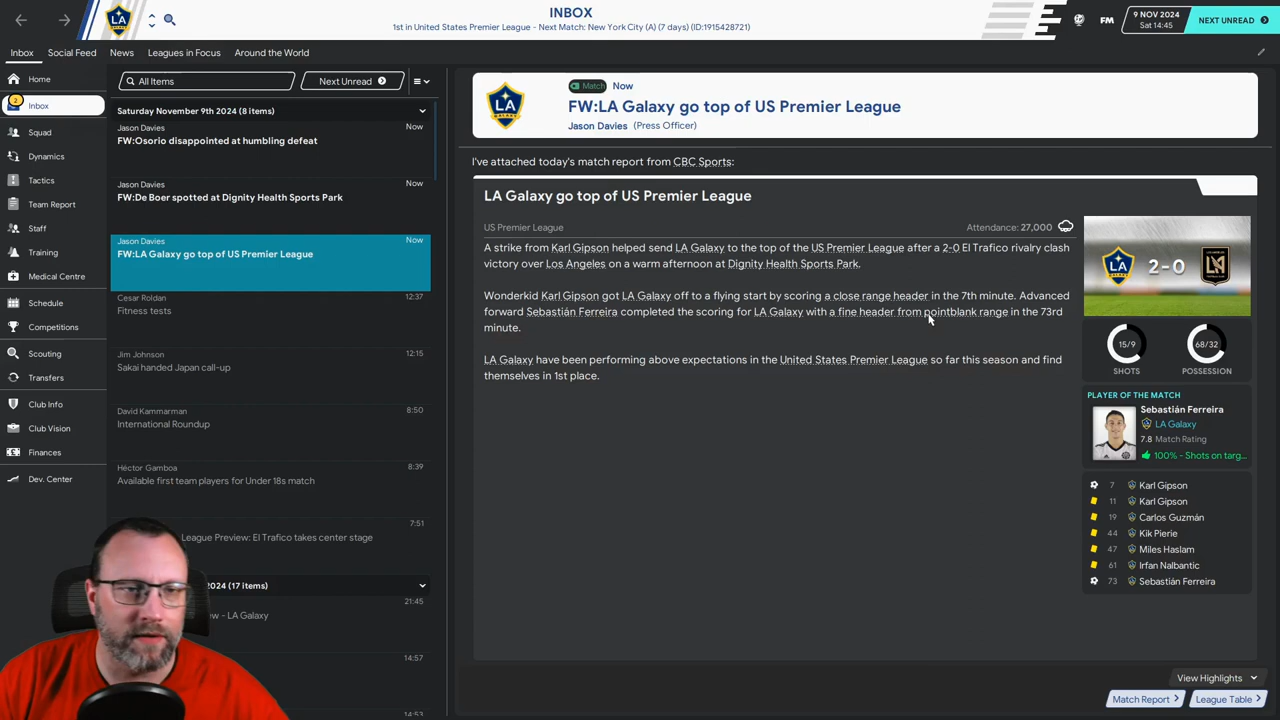 INBOX
1st in United States Premier League - Next Match: New York City (A) (7 days) (ID:1915428721)
FM
9 NOV 2024
Sat 14:45
NEXT UNREAD
Inbox Social Feed News Leagues in Focus Around the World
Home
2
Inbox
Squad
Dynamics
Tactics
Team Report
Staff
Training
Medical Centre
Schedule
Competitions
Scouting
Transfers
Club Info
Club Vision
Finances
Dev. Center
All Items
Next Unread
Saturday November 9th 2024 (8 items)
Jason Davies Now
FW:Osorio disappointed at humbling defeat
Jason Davies Now
FW:De Boer spotted at Dignity Health Sports Park
Jason Davies Now
FW:LA Galaxy go top of US Premier League
Cesar Roldan 12:37
Fitness tests
Jim Johnson 12:15
Sakai handed Japan call-up
David Kammarman 8:50
International Roundup
Héctor Gamboa 8:39
Available first team players for Under 18s match
7:51
League Preview: El Trafico takes center stage
2024 (17 items)
21:45
- LA Galaxy
14:57
14:53
Match Now
FW:LA Galaxy go top of US Premier League
Jason Davies (Press Officer)
I've attached today's match report from CBC Sports:
LA Galaxy go top of US Premier League
US Premier League Attendance: 27,000
A strike from Karl Gipson helped send LA Galaxy to the top of the US Premier League after a 2-0 El Trafico rivalry clash
victory over Los Angeles on a warm afternoon at Dignity Health Sports Park.
Wonderkid Karl Gipson got LA Galaxy off to a flying start by scoring a close range header in the 7th minute. Advanced
forward Sebastián Ferreira completed the scoring for LA Galaxy with a fine header from pointblank range in the 73rd
minute.
LA Galaxy have been performing above expectations in the United States Premier League so far this season and find
themselves in 1st place.
2-0
15/9
SHOTS
68/32
POSSESSION
PLAYER OF THE MATCH
Sebastián Ferreira
LA Galaxy
7.8 Match Rating
100% - Shots on targ...
7 Karl Gipson
11 Karl Gipson
19 Carlos Guzmán
44 Kik Pierie
47 Miles Haslam
61 Irfan Nalbantic
73 Sebastián Ferreira
View Highlights
Match Report
League Table